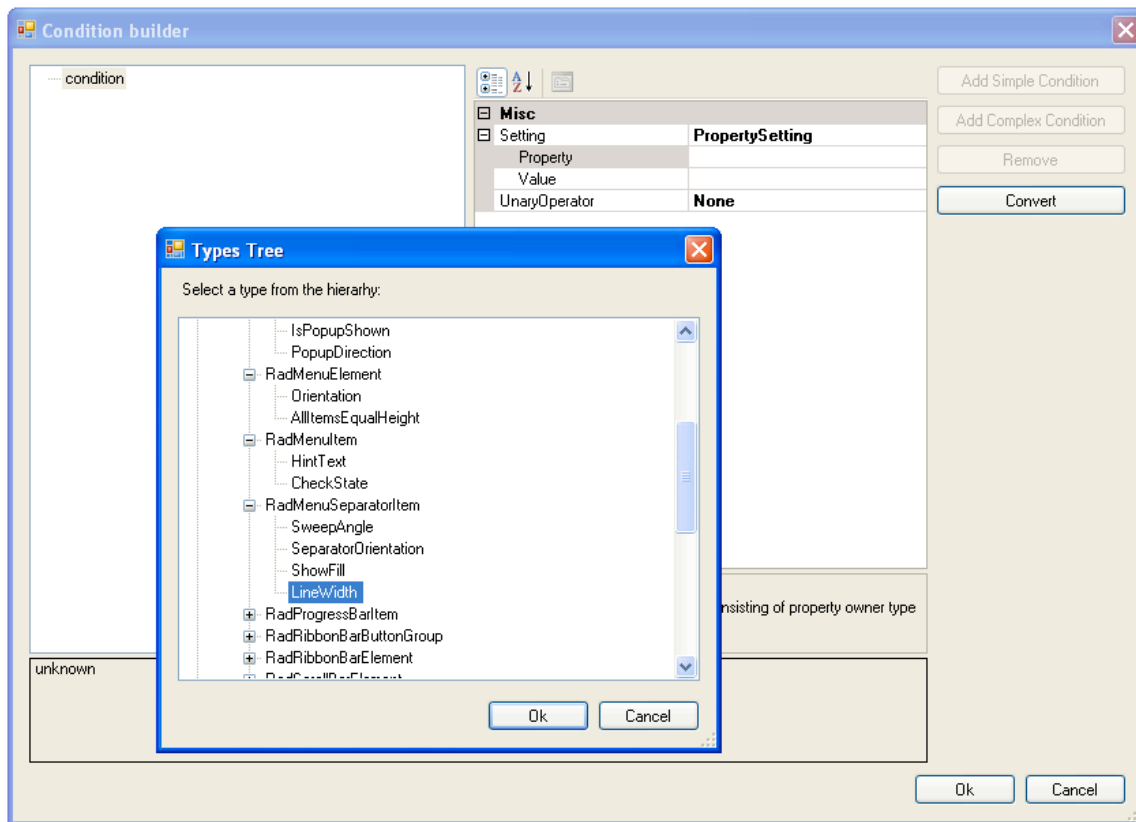 Condition builder
condition
Misc
Setting PropertySetting
Property
Value
UnaryOperator None
Add Simple Condition
Add Complex Condition
Remove
Convert
Types Tree
Select a type from the hierarhy:
IsPopupShown
PopupDirection
RadMenuElement
Orientation
AllItemsEqualHeight
RadMenuItem
HintText
CheckState
RadMenuSeparatorItem
SweepAngle
SeparatorOrientation
ShowFill
LineWidth
RadProgressBarItem
RadRibbonBarButtonGroup
RadRibbonBarElement
RadScrollBarElement
Ok Cancel
nsisting of property owner type
unknown
Ok Cancel